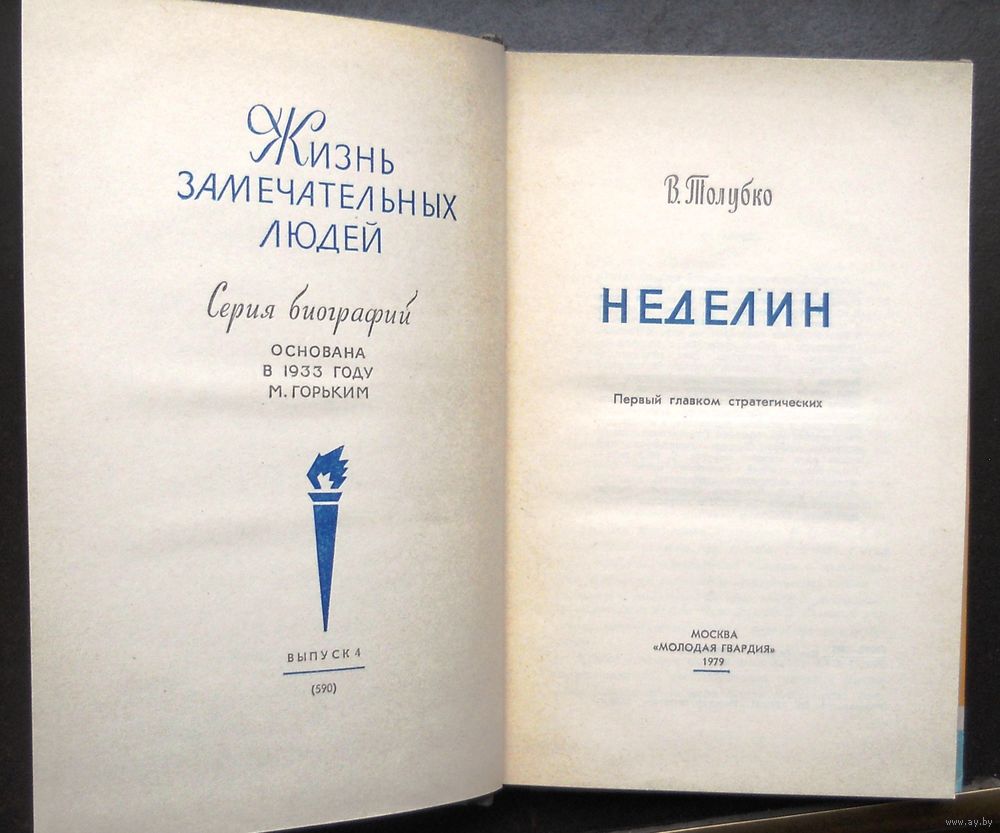 Жизнь
ЗАМЕЧАТЕЛЬНЫХ
ЛЮДЕЙ
Серия биографий
ОСНОВАНА
В 1933 ГОДУ
М. ГОРЬКИМ
ВЫПУСК 4
(590)
В. Толубко
НЕДЕЛИН
Первый главком стратегических
МОСКВА
«МОЛОДАЯ ГВАРДИЯ»
1979
www.ay.by